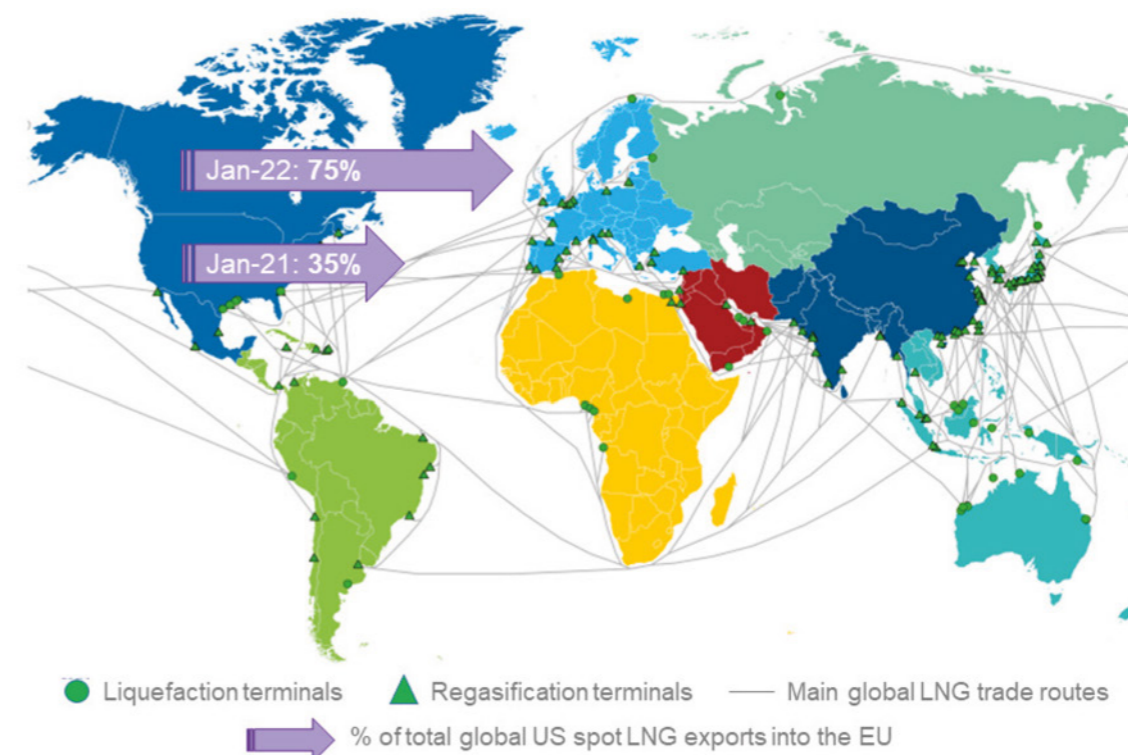 Jan-22: 75%
Jan-21: 35%
Liquefaction terminals
Regasification terminals
Main global LNG trade routes
% of total global US spot LNG exports into the EU